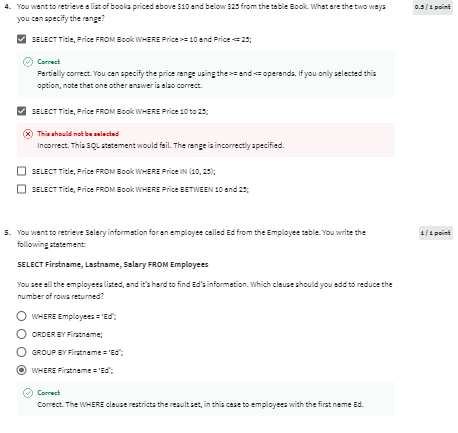 4. You want to retrieve a list of books priced above $10 and below $25 from the table Book. What are the two ways
you can specify the range?
0.5 / 1 point
SELECT Title, Price FROM Book WHERE Price >= 10 and Price <= 25;
Correct
Partially correct. You can specify the price range using the >= and <= operands. If you only selected this
option, note that one other answer is also correct.
SELECT Title, Price FROM Book WHERE Price 10 to 25;
This should not be selected
Incorrect. This SQL statement would fail. The range is incorrectly specified.
SELECT Title, Price FROM Book WHERE Price IN (10, 25);
SELECT Title, Price FROM Book WHERE Price BETWEEN 10 and 25;
5. You want to retrieve Salary information for an employee called Ed from the Employee table. You write the
following statement:
1 / 1 point
SELECT Firstname, Lastname, Salary FROM Employees
You see all the employees listed, and it's hard to find Ed's information. Which clause should you add to reduce the
number of rows returned?
WHERE Employees = 'Ed';
ORDER BY Firstname;
GROUP BY Firstname = 'Ed';
WHERE Firstname = 'Ed';
Correct
Correct. The WHERE clause restricts the result set, in this case to employees with the first name Ed.